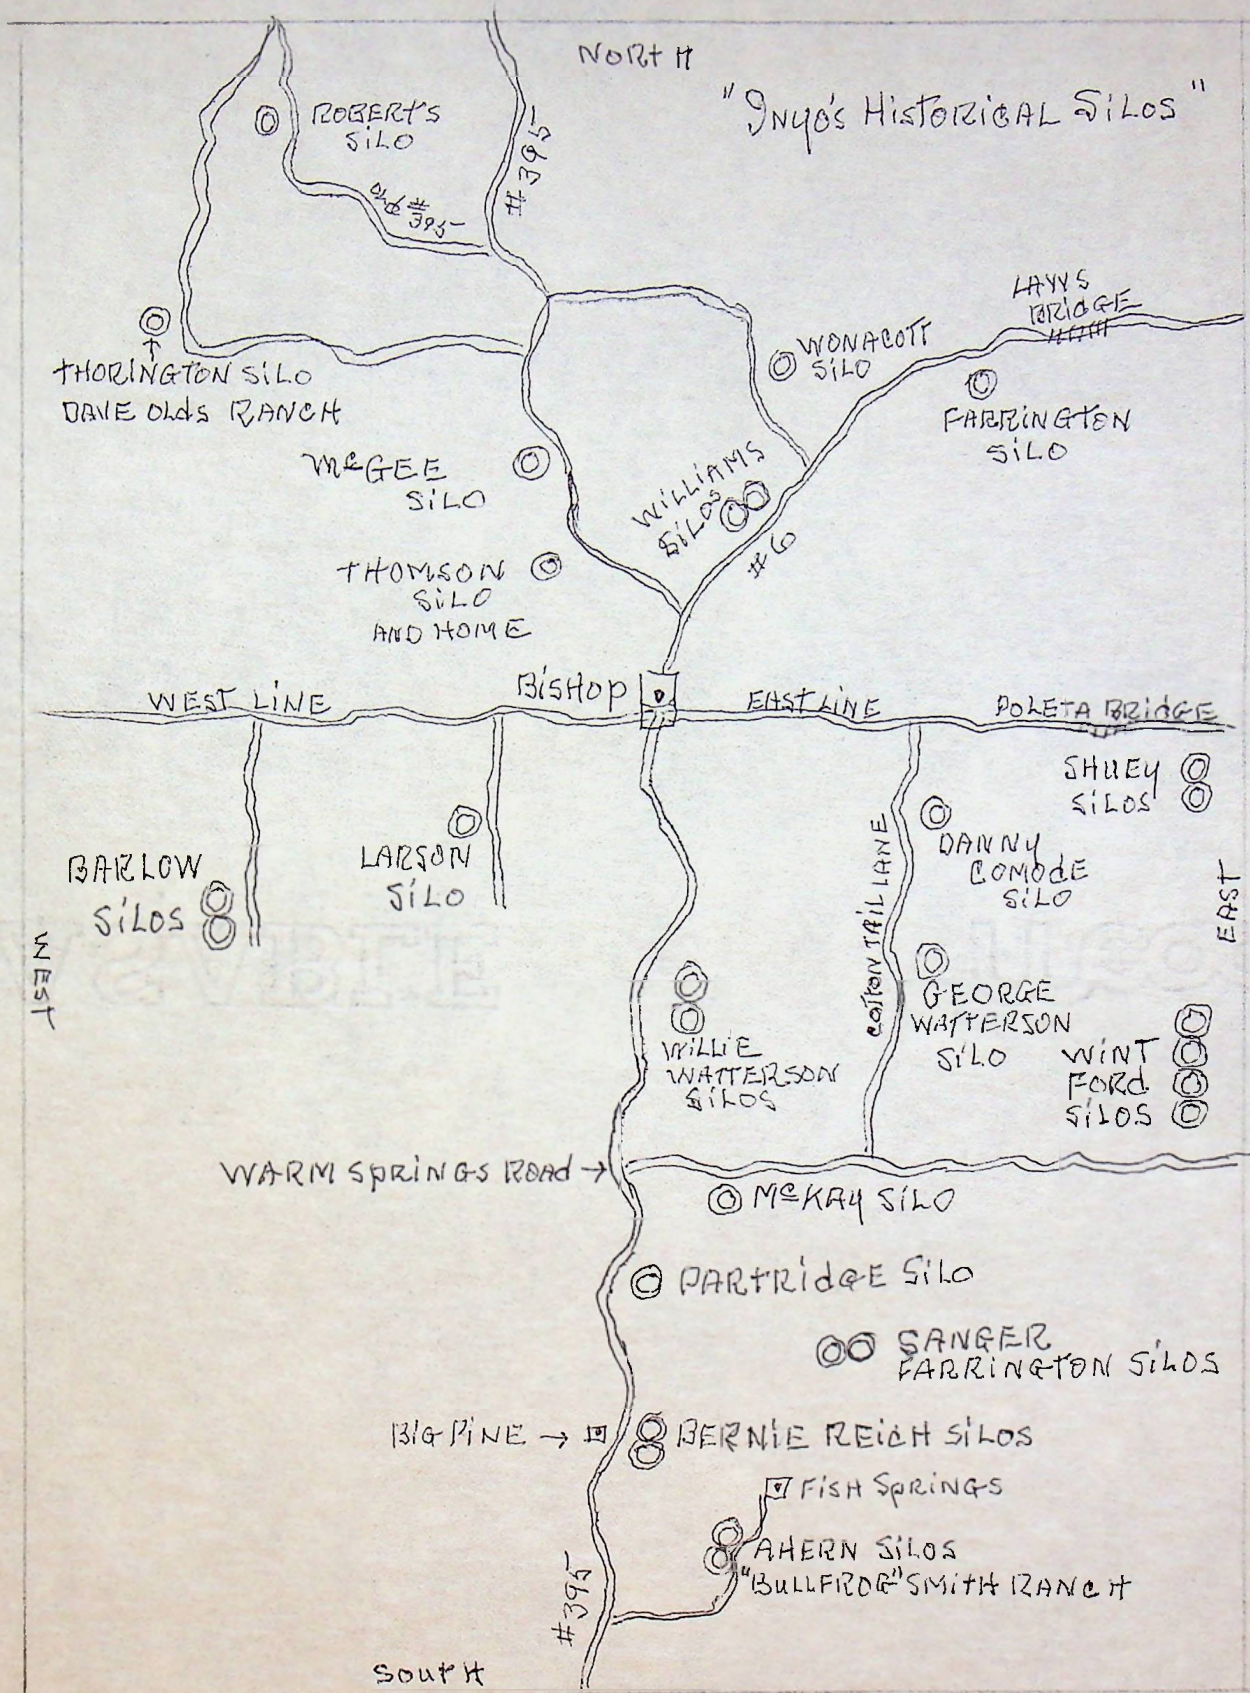 NORTH
"Inyo's Historical Silos"
ROBERTS
SILO
OLD #
395
#395
LAWS
BRIDGE
WONACOTT
SILO
THORINGTON SILO
DAVE OLDS RANCH
FARRINGTON
SILO
McGEE
SILO
WILLIAMS
SILOS
#6
THOMSON
SILO
AND HOME
BISHOP
WEST LINE
EAST LINE
POLETA BRIDGE
SHUEY
SILOS
DANNY
COMODE
SILO
LARSON
SILO
BARLOW
SILOS
COTTONTAIL LANE
EAST
WEST
GEORGE
WATTERSON
SILO
WILLIE
WATTERSON
SILOS
WINT
FORD
SILOS
WARM SPRINGS ROAD →
McKAY SILO
PARTRIDGE SILO
SANGER
FARRINGTON SILOS
BIG PINE →
BERNIE REICH SILOS
FISH SPRINGS
AHERN SILOS
"BULLFROG" SMITH RANCH
#395
SOUTH